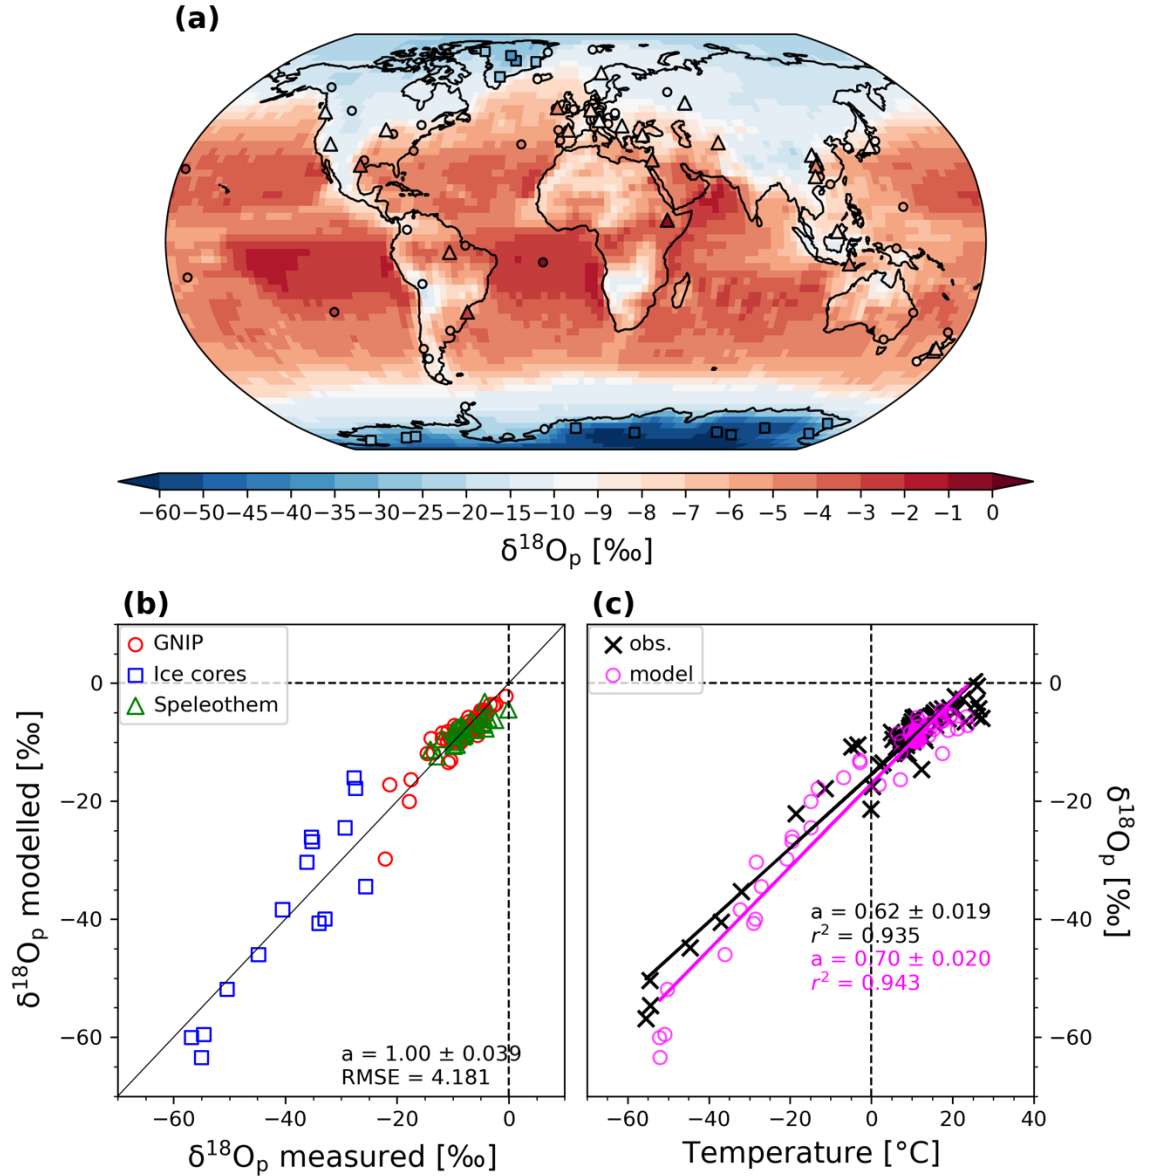 (a)
−60 −50 −40 −35 −30 −25 −20 −15 −10 −9 −8 −7 −6 −5 −4 −3 −2 −1 0
δ¹⁸Oₚ [‰]
(b)
GNIP
Ice cores
Speleothem
0
−20
−40
−60
δ¹⁸Oₚ modelled [‰]
a = 1.00 ± 0.039
RMSE = 4.181
−60 −40 −20 0
δ¹⁸Oₚ measured [‰]
(c)
obs.
model
a = 0.62 ± 0.019
r² = 0.935
a = 0.70 ± 0.020
r² = 0.943
0
−20
−40
−60
δ¹⁸Oₚ [‰]
−60 −40 −20 0 20 40
Temperature [°C]